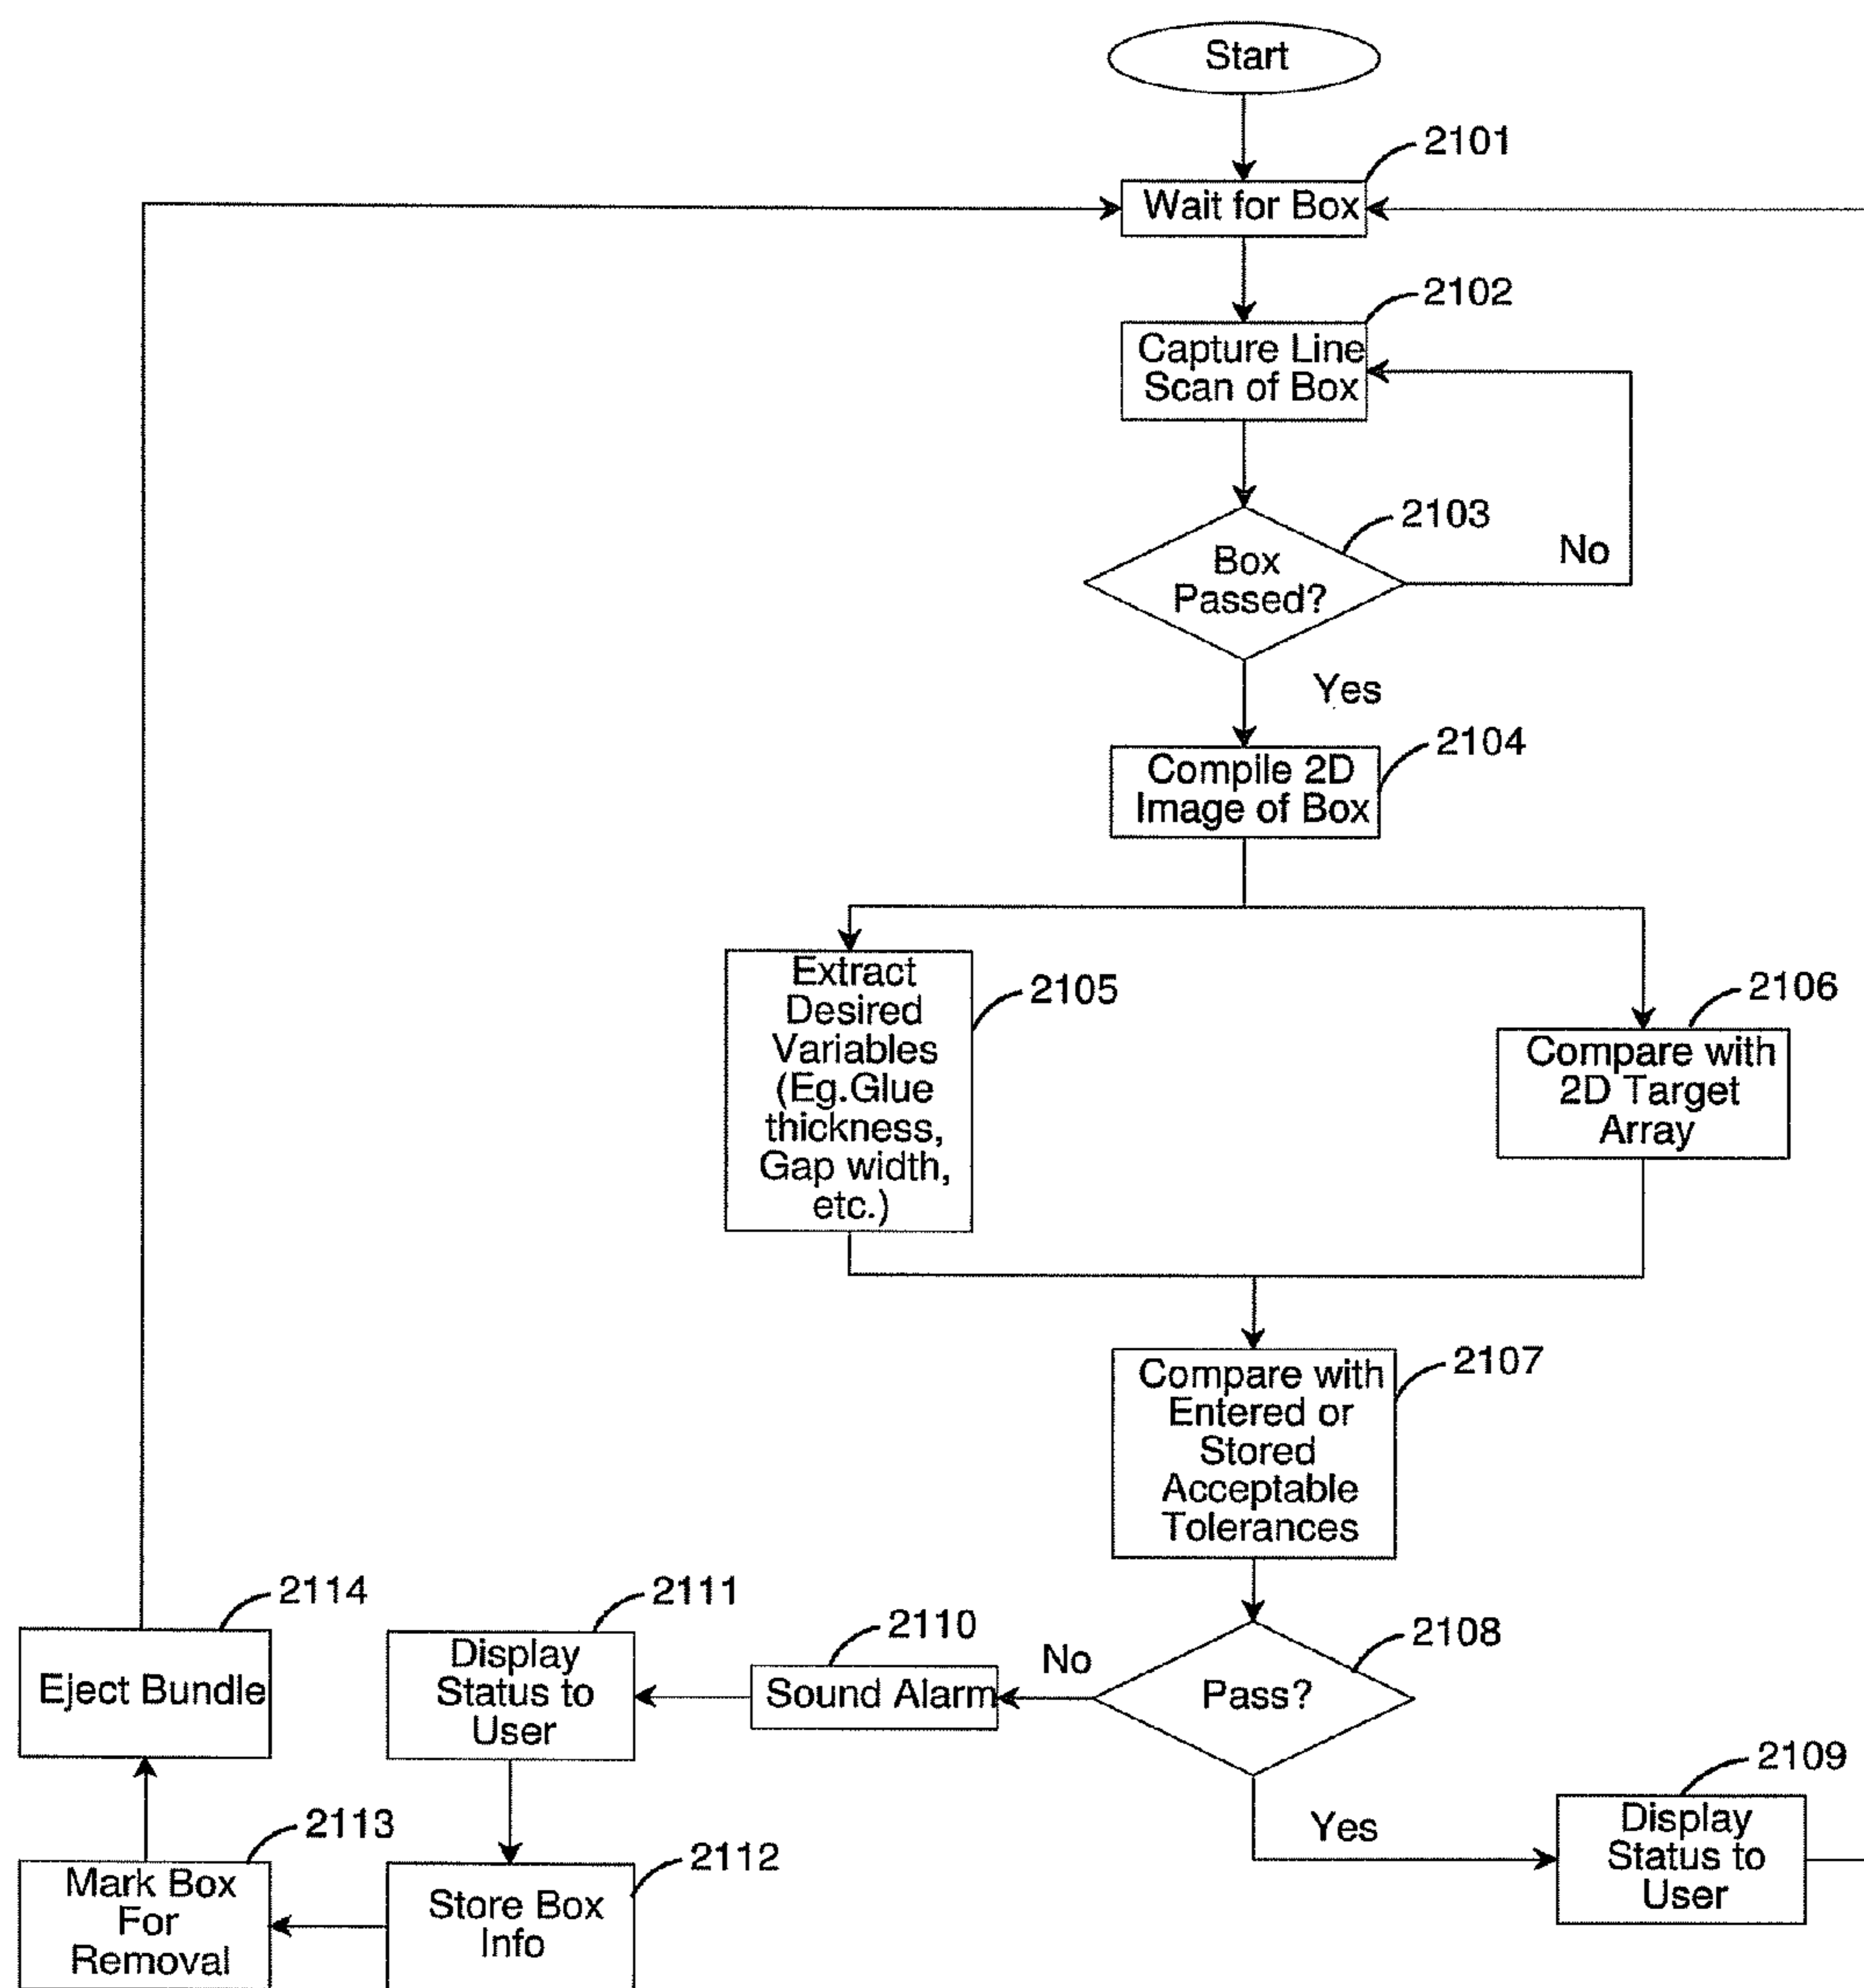 Start
2101
Wait for Box
2102
Capture Line
Scan of Box
2103
Box
Passed?
No
Yes
2104
Compile 2D
Image of Box
2105
Extract
Desired
Variables
(Eg.Glue
thickness,
Gap width,
etc.)
2106
Compare with
2D Target
Array
2107
Compare with
Entered or
Stored
Acceptable
Tolerances
2108
Pass?
No
2110
Sound Alarm
2111
Display
Status to
User
2114
Eject Bundle
Yes
2109
Display
Status to
User
2113
Mark Box
For
Removal
2112
Store Box
Info